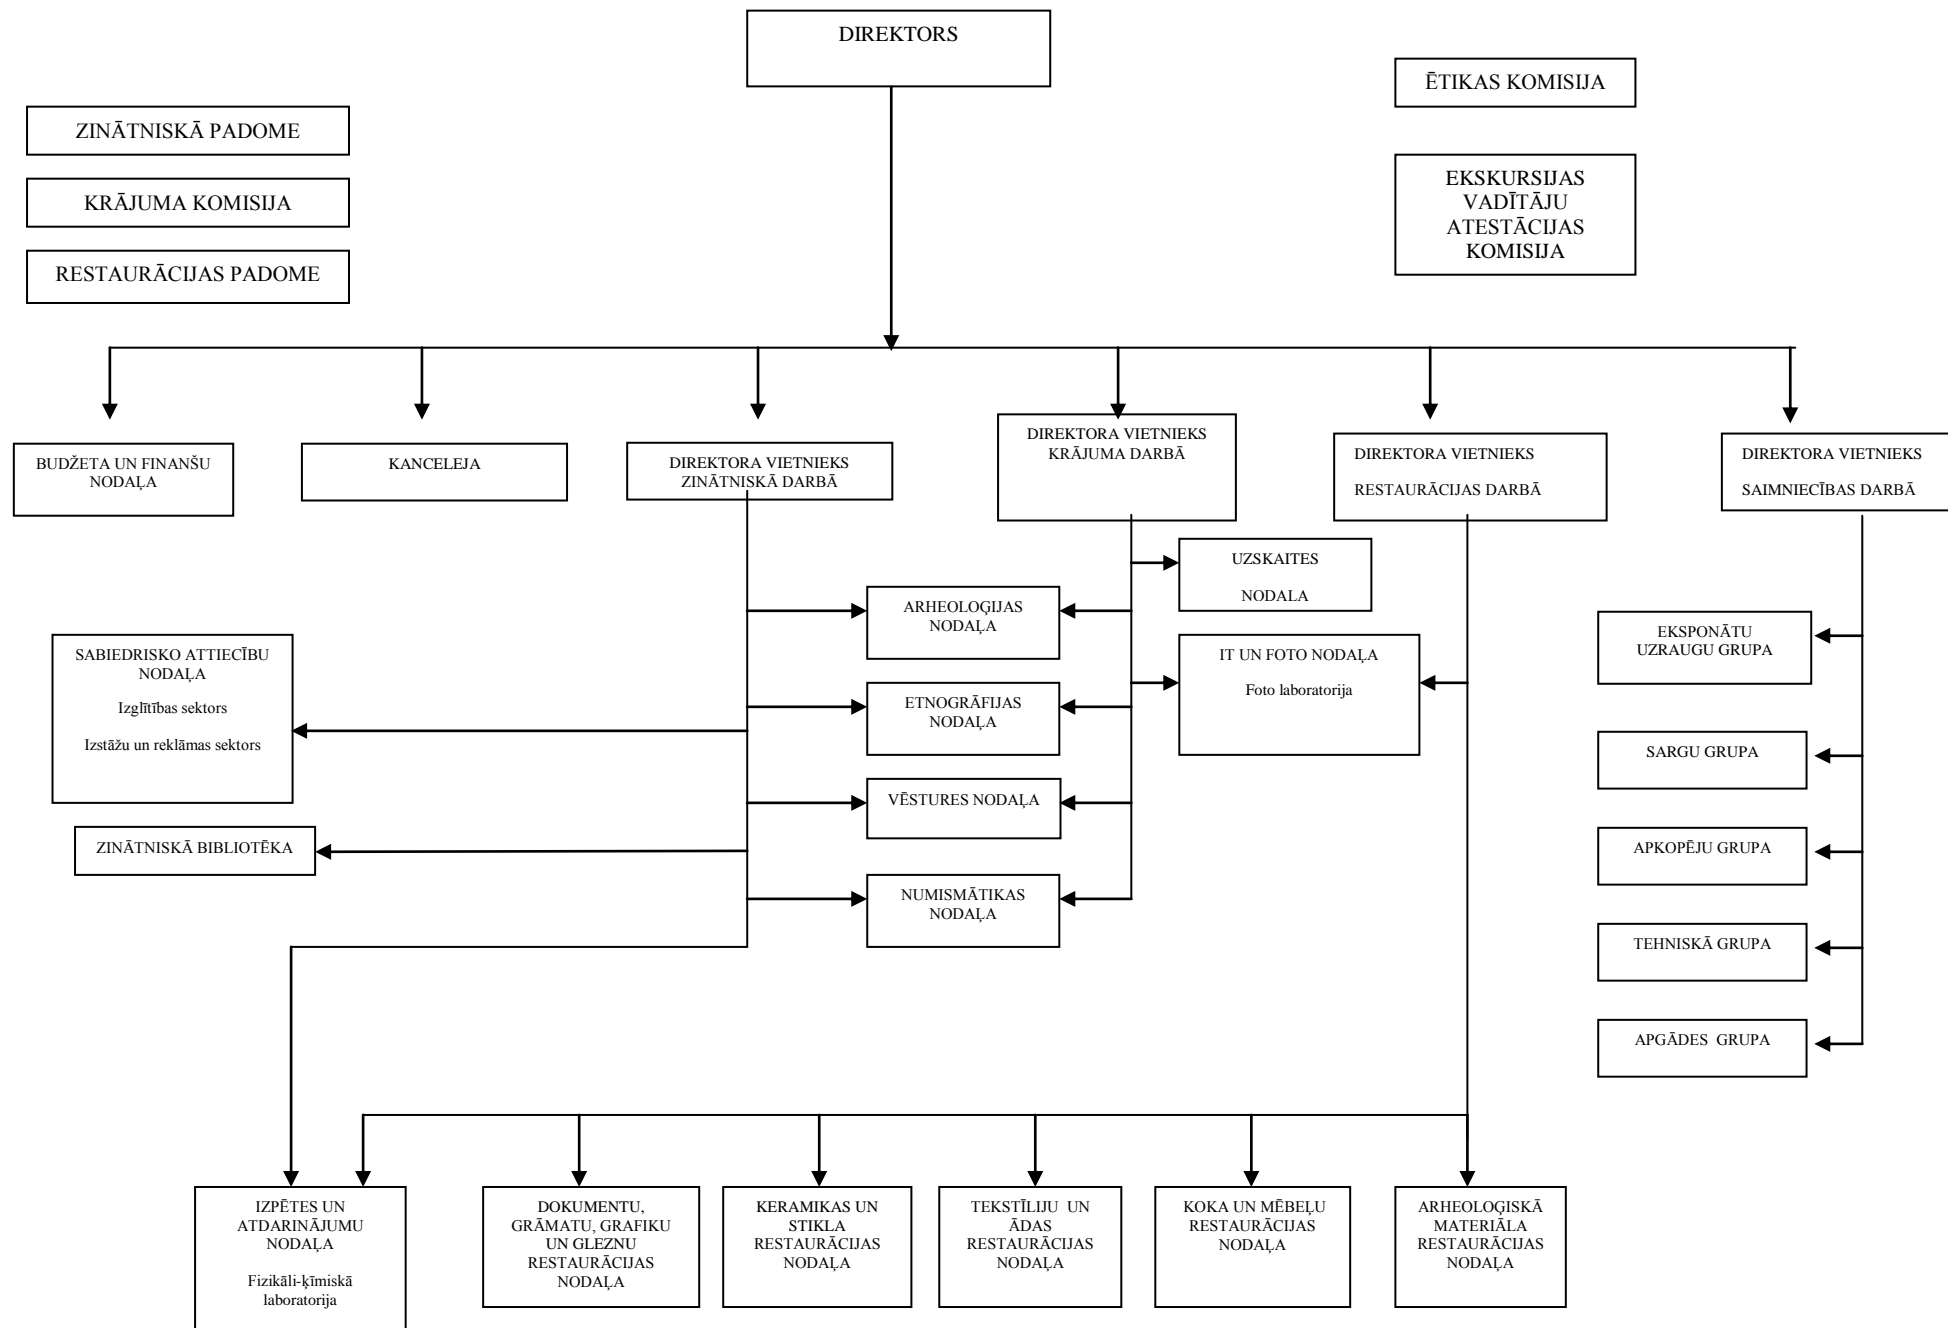 DIREKTORS
ĒTIKAS KOMISIJA
ZINĀTNISKĀ PADOME
EKSKURSIJAS
VADĪTĀJU
ATESTĀCIJAS
KOMISIJA
KRĀJUMA KOMISIJA
RESTAURĀCIJAS PADOME
BUDŽETA UN FINANŠU
NODAĻA
KANCELEJA
DIREKTORA VIETNIEKS
ZINĀTNISKĀ DARBĀ
DIREKTORA VIETNIEKS
KRĀJUMA DARBĀ
DIREKTORA VIETNIEKS
RESTAURĀCIJAS DARBĀ
DIREKTORA VIETNIEKS
SAIMNIECĪBAS DARBĀ
UZSKAITES
NODALA
ARHEOLOĢIJAS
NODAĻA
EKSPONĀTU
UZRAUGU GRUPA
SABIEDRISKO ATTIECĪBU
NODAĻA
Izglītības sektors
Izstāžu un reklāmas sektors
IT UN FOTO NODAĻA
Foto laboratorija
ETNOGRĀFIJAS
NODAĻA
SARGU GRUPA
VĒSTURES NODAĻA
ZINĀTNISKĀ BIBLIOTĒKA
APKOPĒJU GRUPA
NUMISMĀTIKAS
NODAĻA
TEHNISKĀ GRUPA
APGĀDES GRUPA
IZPĒTES UN
ATDARINĀJUMU
NODAĻA
Fizikāli-ķīmiskā
laboratorija
DOKUMENTU,
GRĀMATU, GRAFIKU
UN GLEZNU
RESTAURĀCIJAS
NODAĻA
KERAMIKAS UN
STIKLA
RESTAURĀCIJAS
NODAĻA
TEKSTĪLIJU UN
ĀDAS
RESTAURĀCIJAS
NODAĻA
KOKA UN MĒBEĻU
RESTAURĀCIJAS
NODAĻA
ARHEOLOĢISKĀ
MATERIĀLA
RESTAURĀCIJAS
NODAĻA